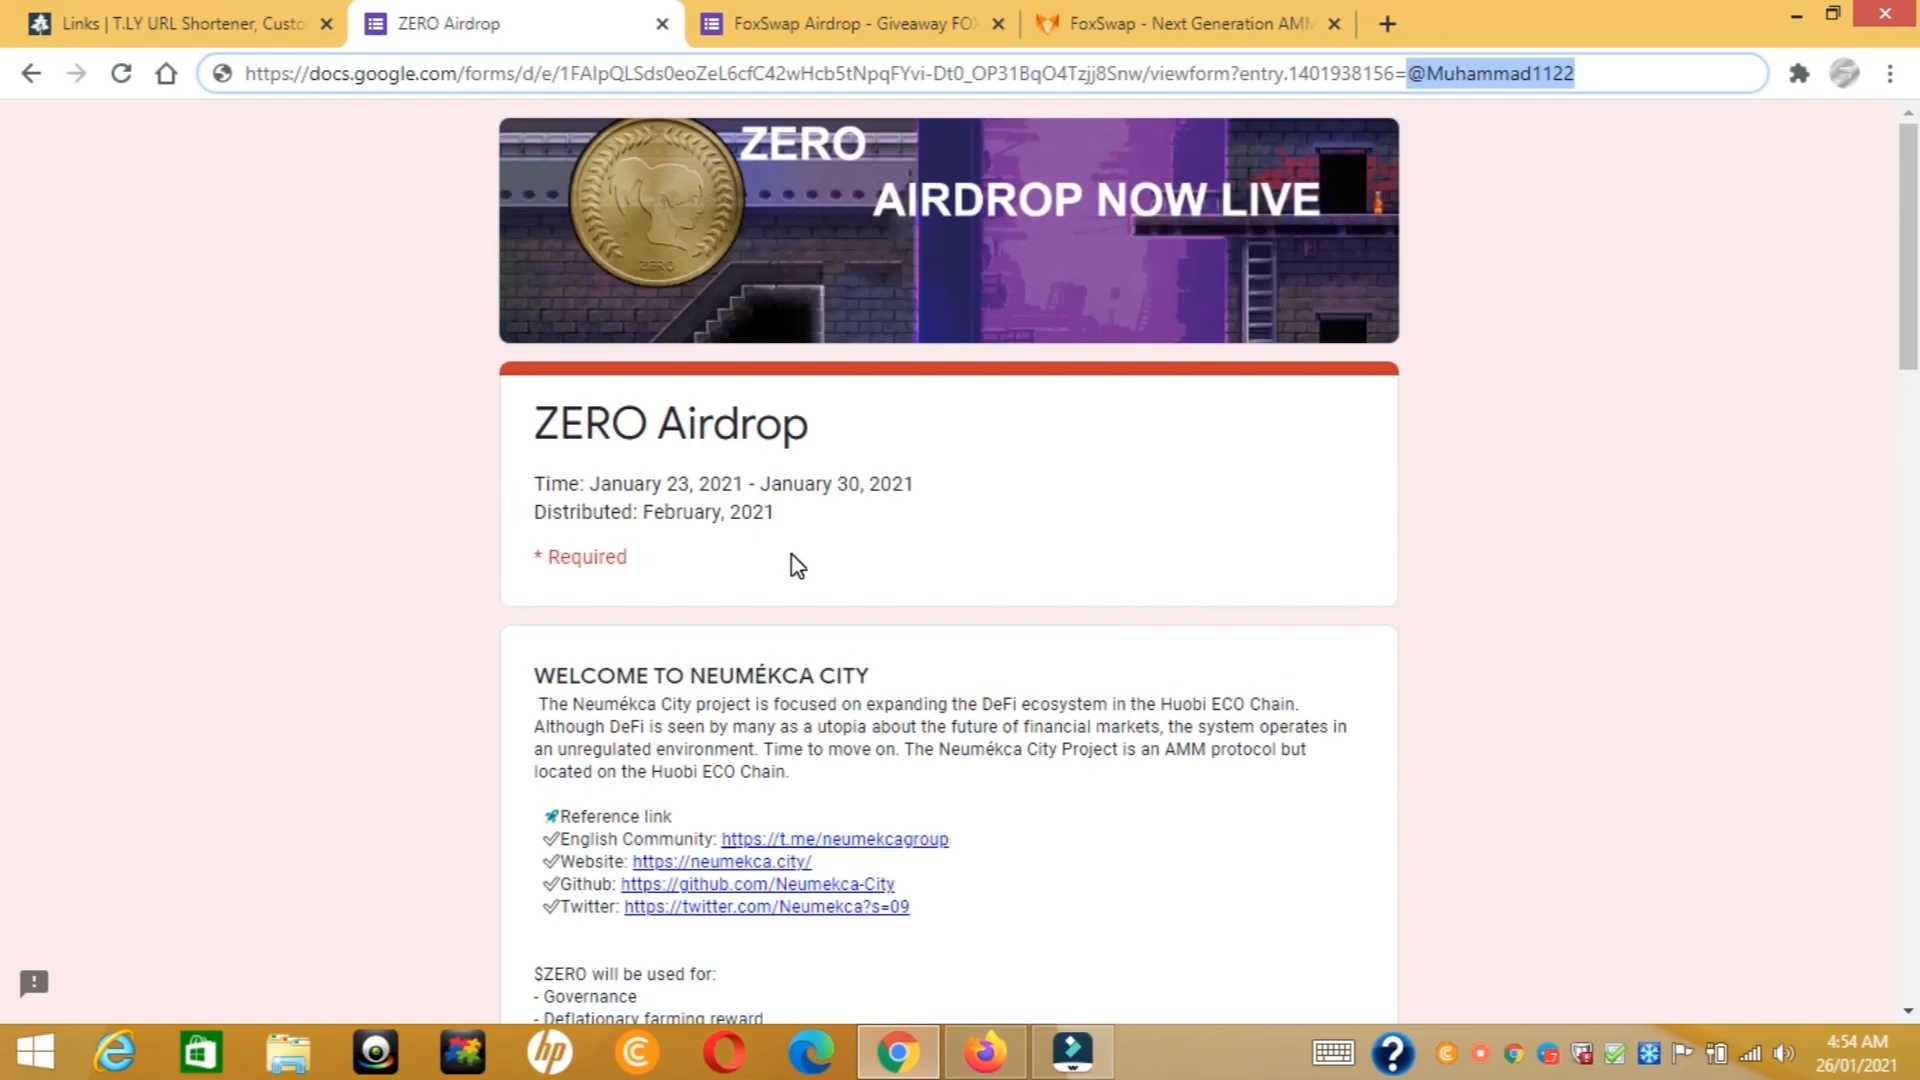 Links | T.LY URL Shortener, Custo
ZERO Airdrop
FoxSwap Airdrop - Giveaway FO
FoxSwap - Next Generation AMM
https://docs.google.com/forms/d/e/1FAIpQLSds0eoZeL6cfC42wHcb5tNpqFYvi-Dt0_OP31BqO4Tzjj8Snw/viewform?entry.1401938156=@Muhammad1122
ZERO
AIRDROP NOW LIVE
ZERO
ZERO Airdrop
Time: January 23, 2021 - January 30, 2021
Distributed: February, 2021
* Required
WELCOME TO NEUMÉKCA CITY
The Neumékca City project is focused on expanding the DeFi ecosystem in the Huobi ECO Chain.
Although DeFi is seen by many as a utopia about the future of financial markets, the system operates in
an unregulated environment. Time to move on. The Neumékca City Project is an AMM protocol but
located on the Huobi ECO Chain.
🚀Reference link
✅English Community: https://t.me/neumekcagroup
✅Website: https://neumekca.city/
✅Github: https://github.com/Neumekca-City
✅Twitter: https://twitter.com/Neumekca?s=09
$ZERO will be used for:
- Governance
- Deflationary farming reward
4:54 AM
26/01/2021